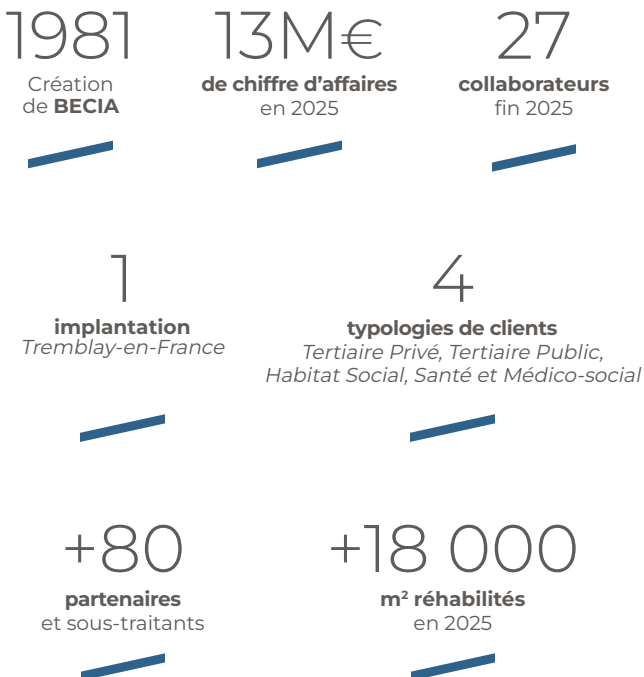 1981
Création
de BECIA
13M€
de chiffre d’affaires
en 2025
27
collaborateurs
fin 2025
1
implantation
Tremblay-en-France
4
typologies de clients
Tertiaire Privé, Tertiaire Public,
Habitat Social, Santé et Médico-social
+80
partenaires
et sous-traitants
+18 000
m² réhabilités
en 2025